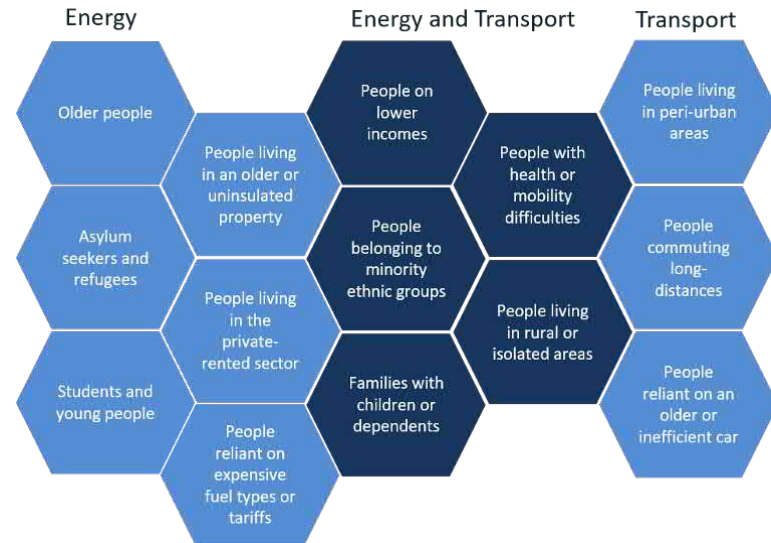 Energy
Energy and Transport
Transport
Older people
Asylum
seekers and
refugees
Students and
young people
People living
in an older or
uninsulated
property
People living
in the
private-
rented sector
People
reliant on
expensive
fuel types or
tariffs
People on
lower
incomes
People
belonging to
minority
ethnic groups
Families with
children or
dependents
People with
health or
mobility
difficulties
People living
in rural or
isolated areas
People living
in peri-urban
areas
People
commuting
long-
distances
People
reliant on an
older or
inefficient car